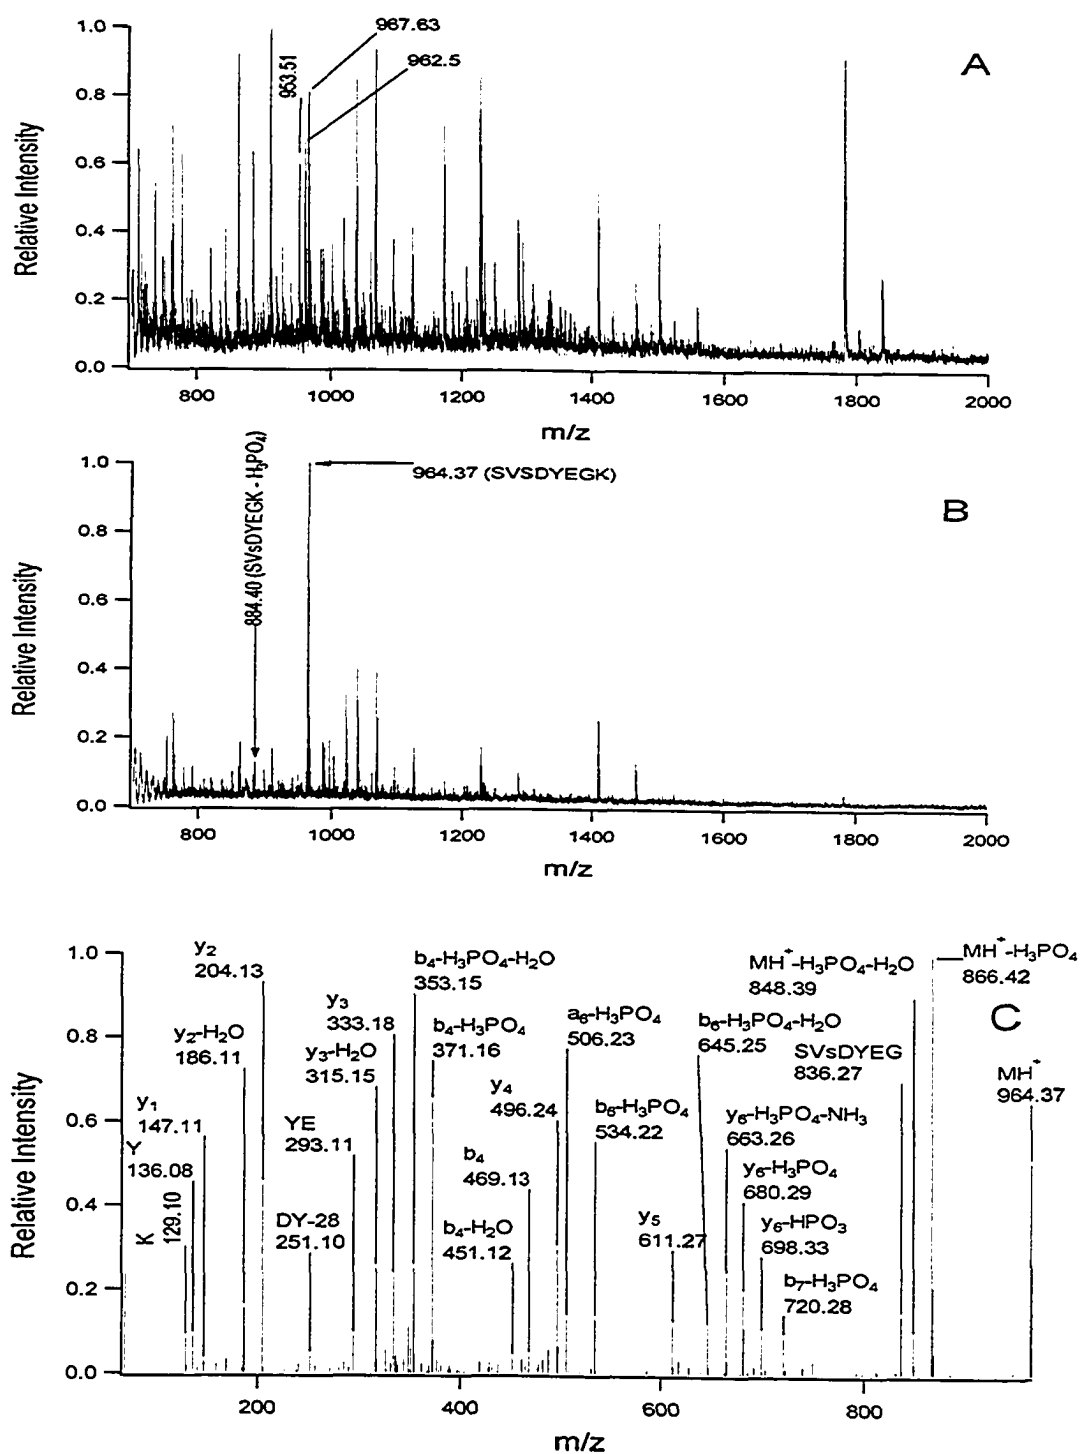 1.0
0.8
0.6
0.4
0.2
0.0
Relative Intensity
967.63
962.5
953.51
A
800
1000
1200
1400
1600
1800
2000
m/z
1.0
0.8
0.6
0.4
0.2
0.0
Relative Intensity
884.40 (SVsDYEGK - H₃PO₄)
964.37 (SVSDYEGK)
B
800
1000
1200
1400
1600
1800
2000
m/z
1.0
0.8
0.6
0.4
0.2
0.0
Relative Intensity
K
129.10
Y
136.08
y₁
147.11
y₂-H₂O
186.11
y₂
204.13
DY-28
251.10
YE
293.11
y₃-H₂O
315.15
y₃
333.18
b₄-H₃PO₄-H₂O
353.15
b₄-H₃PO₄
371.16
b₄-H₂O
451.12
b₄
469.13
y₄
496.24
a₆-H₃PO₄
506.23
b₆-H₃PO₄
534.22
y₅
611.27
b₆-H₃PO₄-H₂O
645.25
y₆-H₃PO₄-NH₃
663.26
y₆-H₃PO₄
680.29
y₆-HPO₃
698.33
b₇-H₃PO₄
720.28
SVsDYEG
836.27
MH⁺-H₃PO₄-H₂O
848.39
MH⁺-H₃PO₄
866.42
C
MH⁺
964.37
200
400
600
800
m/z